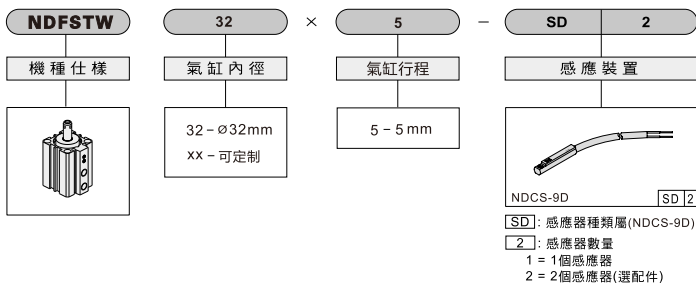 NDFSTW 32 × 5 − SD 2
機種仕樣 氣缸內徑 氣缸行程 感應裝置
32 − Ø32mm
xx − 可定制
5 − 5 mm
NDCS-9D SD 2
SD : 感應器種類屬(NDCS-9D)
2 : 感應器數量
1 = 1個感應器
2 = 2個感應器(選配件)